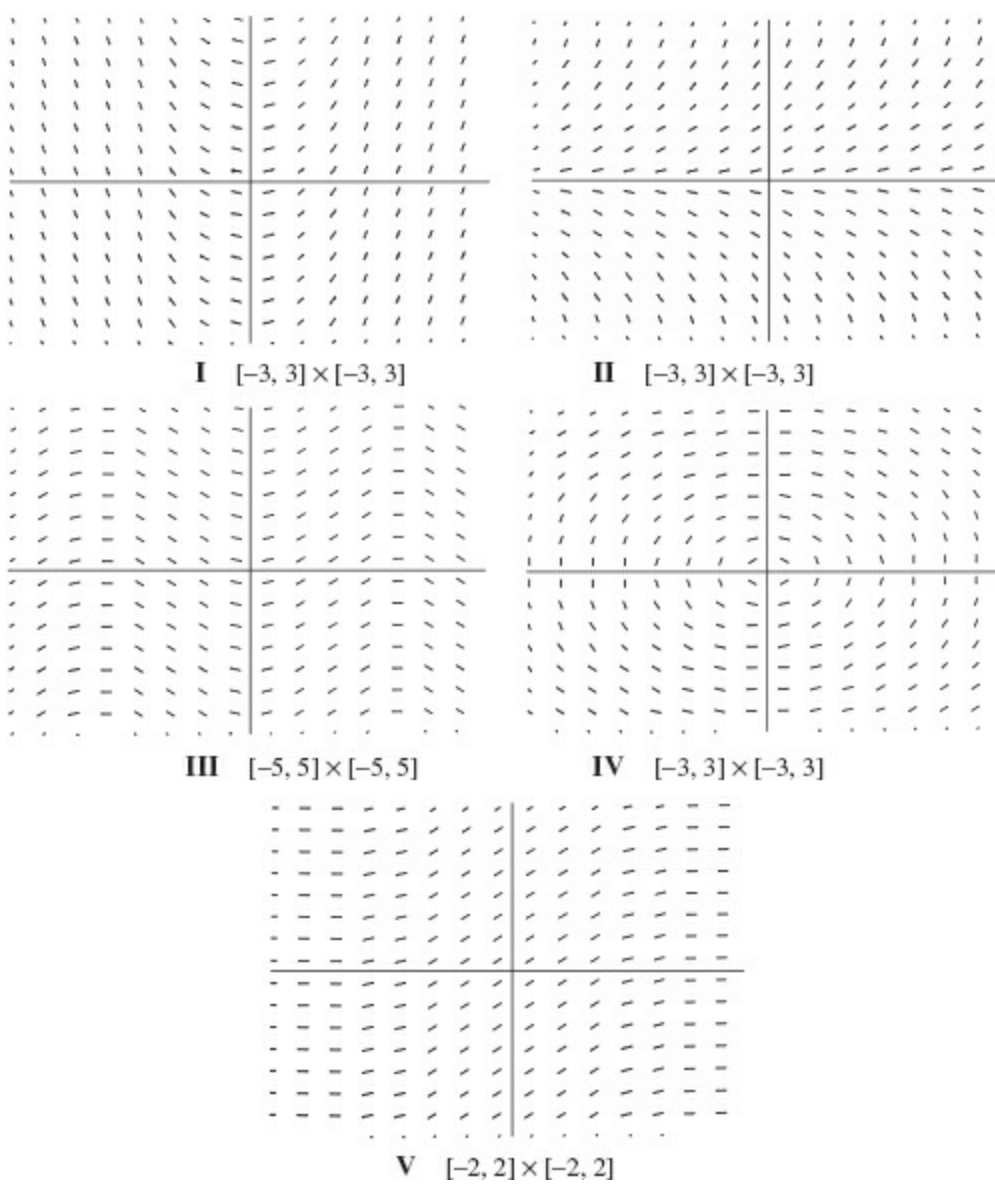 I [–3, 3] × [–3, 3]
II [–3, 3] × [–3, 3]
III [–5, 5] × [–5, 5]
IV [–3, 3] × [–3, 3]
V [–2, 2] × [–2, 2]